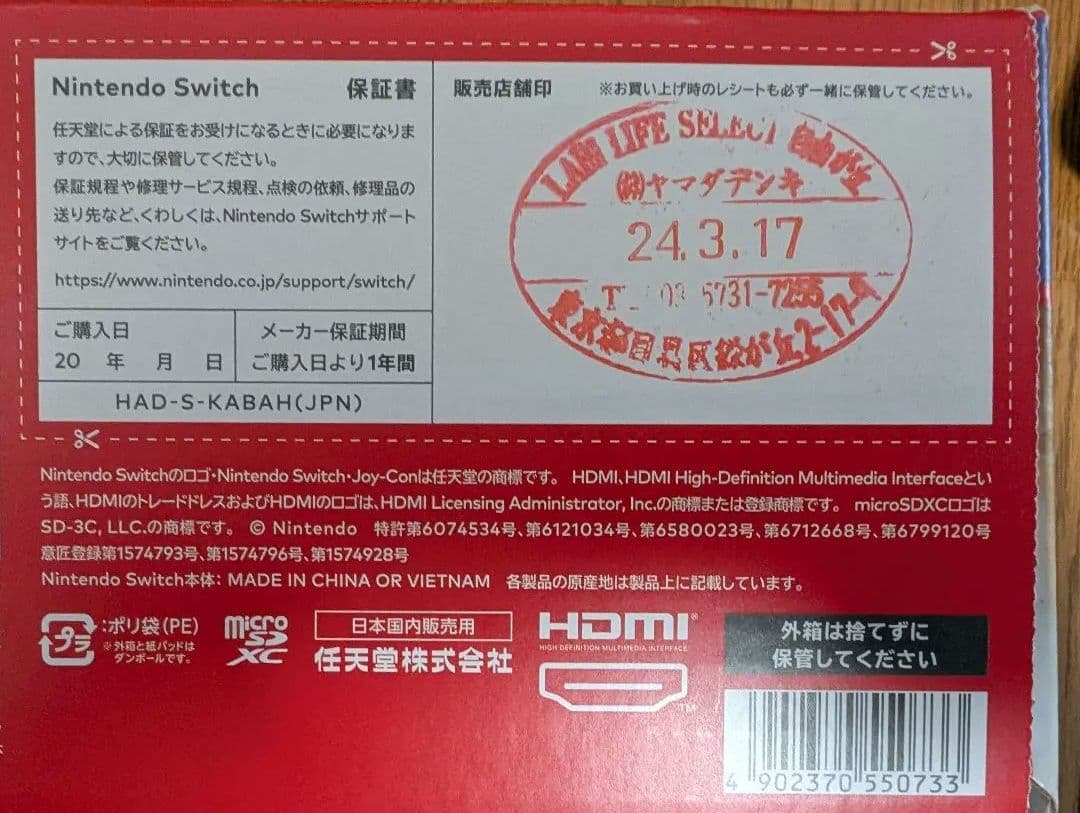 Nintendo Switch 保証書
任天堂による保証をお受けになるときに必要になりま
すので、大切に保管してください。
保証規程や修理サービス規程、点検の依頼、修理品の
送り先など、くわしくは、Nintendo Switchサポート
サイトをご覧ください。
https://www.nintendo.co.jp/support/switch/
ご購入日
20 年 月 日
メーカー保証期間
ご購入日より1年間
HAD-S-KABAH(JPN)
販売店舗印 ※お買い上げ時のレシートも必ず一緒に保管してください。
LABI LIFE SELECT 自由が丘
㈱ヤマダデンキ
24.3.17
03 5731-7255
Nintendo Switchのロゴ・Nintendo Switch・Joy-Conは任天堂の商標です。 HDMI、HDMI High-Definition Multimedia Interfaceとい
う語、HDMIのトレードドレスおよびHDMIのロゴは、HDMI Licensing Administrator, Inc.の商標または登録商標です。 microSDXCロゴは
SD-3C, LLC.の商標です。 © Nintendo 特許第6074534号、第6121034号、第6580023号、第6712668号、第6799120号
意匠登録第1574793号、第1574796号、第1574928号
Nintendo Switch本体： MADE IN CHINA OR VIETNAM 各製品の原産地は製品上に記載しています。
プラ
:ポリ袋(PE)
※外箱と紙パッドは
ダンボールです。
micro
SD
XC
日本国内販売用
任天堂株式会社
HDMI®
HIGH DEFINITION MULTIMEDIA INTERFACE
TM
外箱は捨てずに
保管してください
4 902370 550733